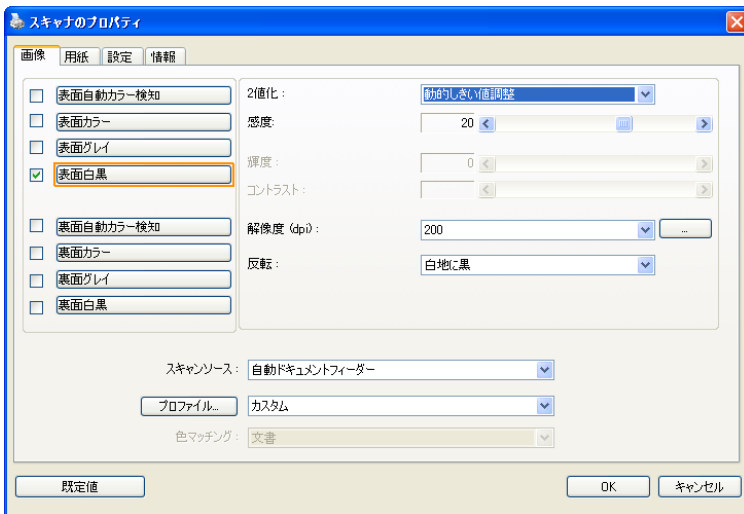 スキャナのプロパティ
画像 用紙 設定 情報
表面自動カラー検知
表面カラー
表面グレイ
表面白黒
裏面自動カラー検知
裏面カラー
裏面グレイ
裏面白黒
2値化： 動的しきい値調整
感度： 20
輝度： 0
コントラスト：
解像度 (dpi)： 200 ...
反転： 白地に黒
スキャンソース： 自動ドキュメントフィーダー
プロファイル... カスタム
色マッチング： 文書
既定値 OK キャンセル